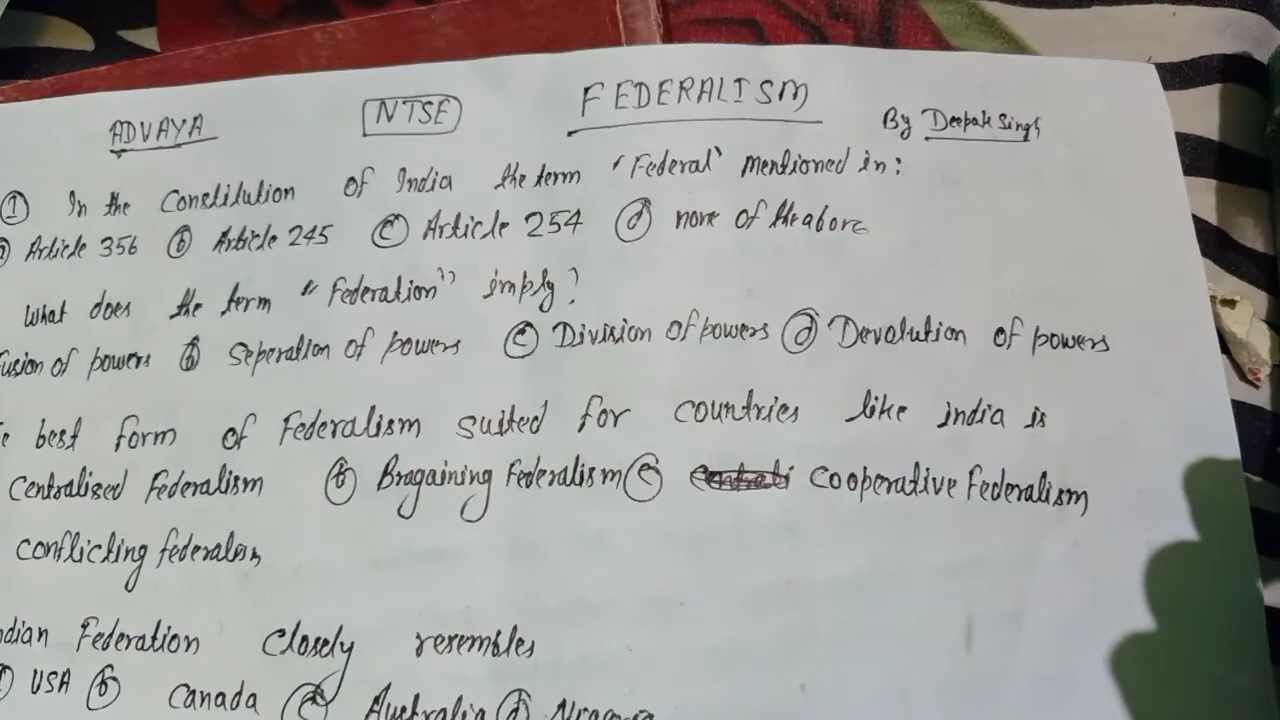 ADVAYA NTSE FEDERALISM By Deepak Singh
① In the Constitution of India the term "Federal" mentioned in:
Article 356 ⓑ Article 245 ⓒ Article 254 ⓓ none of the above
What does the term "Federation" imply?
usion of powers ⓑ Seperation of powers ⓒ Division of powers ⓓ Devolution of powers
e best form of Federalism suited for countries like india is
Centralised Federalism ⓑ Bragaining Federalism ⓒ Cooperative Federalism
conflicting federalism
dian Federation closely resembles
USA ⓑ Canada ⓒ Australia ⓓ